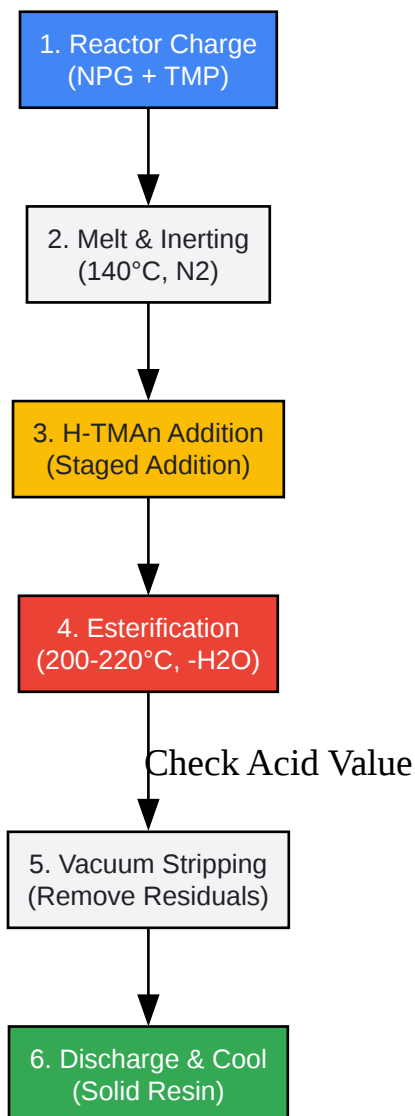 1. Reactor Charge
(NPG + TMP)
2. Melt & Inerting
(140°C, N2)
3. H-TMAn Addition
(Staged Addition)
4. Esterification
(200-220°C, -H2O)
Check Acid Value
5. Vacuum Stripping
(Remove Residuals)
6. Discharge & Cool
(Solid Resin)